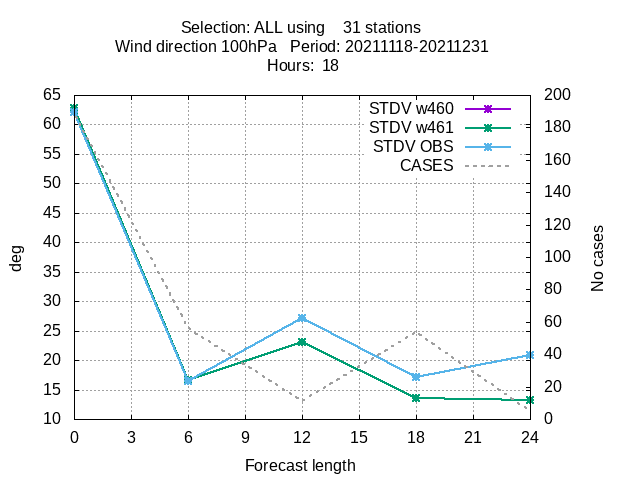 Selection: ALL using    31 stations
Wind direction 100hPa   Period: 20211118-20211231
Hours:  18
65
60
55
50
45
40
35
30
25
20
15
10
deg
STDV w460
STDV w461
STDV OBS
CASES
200
180
160
140
120
100
80
60
40
20
0
No cases
0 3 6 9 12 15 18 21 24
Forecast length